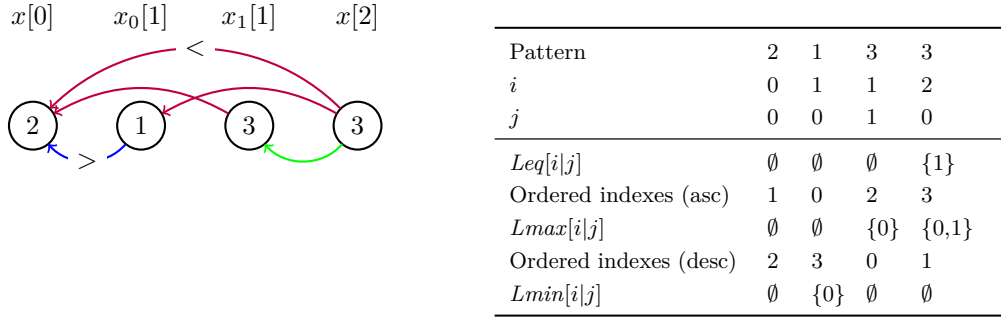 x[0] x₀[1] x₁[1] x[2]
<
2 1 3 3
>
Pattern 2 1 3 3
i 0 1 1 2
j 0 0 1 0
Leq[i|j] ∅ ∅ ∅ {1}
Ordered indexes (asc) 1 0 2 3
Lmax[i|j] ∅ ∅ {0} {0,1}
Ordered indexes (desc) 2 3 0 1
Lmin[i|j] ∅ {0} ∅ ∅